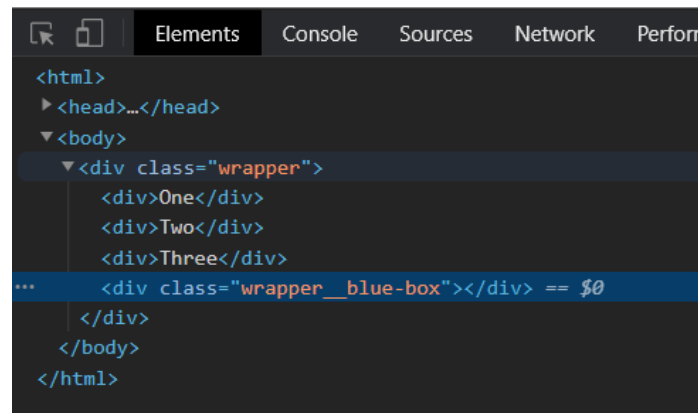 Elements Console Sources Network Perforr
<html>
<head>…</head>
<body>
<div class="wrapper">
<div>One</div>
<div>Two</div>
<div>Three</div>
... <div class="wrapper__blue-box"></div> == $0
</div>
</body>
</html>